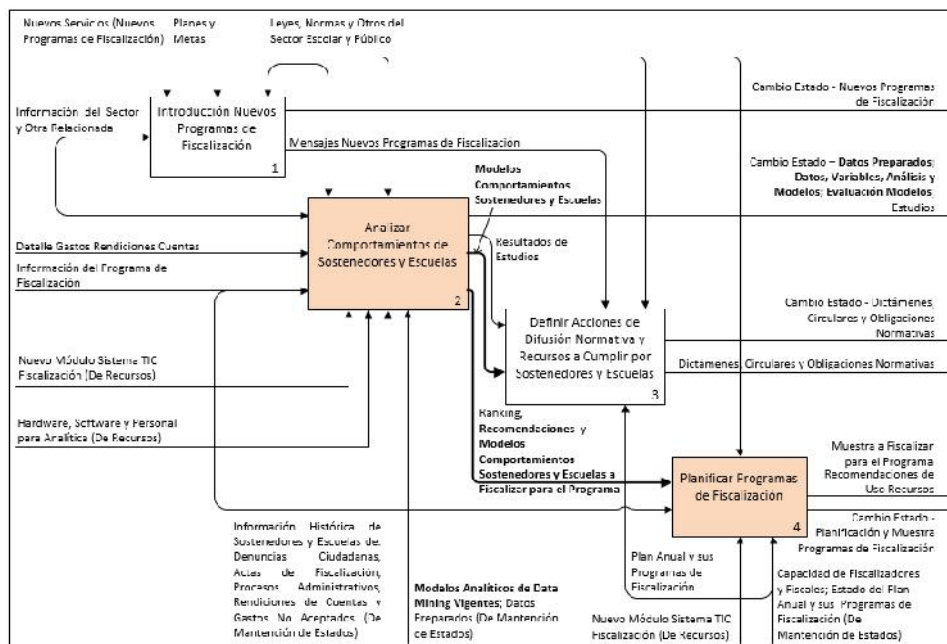 Nuevos Servicios (Nuevos
Programas de Fiscalización)
Planes y
Metas
Leyes, Normas y Otros del
Sector Escolar y Público
Información del Sector
y Otra Relacionada
Introducción Nuevos
Programas de
Fiscalización
1
Cambio Estado - Nuevos Programas
de Fiscalización
Mensajes Nuevos Programas de Fiscalización
Modelos
Comportamientos
Sostenedores y Escuelas
Cambio Estado – Datos Preparados;
Datos, Variables, Análisis y
Modelos; Evaluación Modelos;
Estudios
Analizar
Comportamientos de
Sostenedores y Escuelas
2
Detalle Gastos Rendiciones Cuentas
Información del Programa de
Fiscalización
Resultados de
Estudios
Definir Acciones de
Difusión Normativa y
Recursos a Cumplir por
Sostenedores y Escuelas
3
Cambio Estado - Dictámenes,
Circulares y Obligaciones
Normativas
Dictamenes, Circulares y Obligaciones Normativas
Nuevo Módulo Sistema TIC
Fiscalización (De Recursos)
Hardware, Software y Personal
para Analítica (De Recursos)
Ranking,
Recomendaciones y
Modelos
Comportamientos
Sostenedores y Escuelas a
Fiscalizar para el Programa
Planificar Programas
de Fiscalización
4
Muestra a Fiscalizar
para el Programa
Recomendaciones de
Uso Recursos
Cambio Estado -
Planificación y Muestra
Programas de Fiscalización
Información Histórica de
Sostenedores y Escuelas de:
Denuncias Ciudadanas,
Actas de Fiscalización,
Procesos Administrativos,
Rendiciones de Cuentas y
Gastos No Aceptados (De
Mantención de Estados)
Modelos Analíticos de Data
Mining Vigentes; Datos
Preparados (De Mantención
de Estados)
Plan Anual y sus
Programas de
Fiscalización
Nuevo Módulo Sistema TIC
Fiscalización (De Recursos)
Capacidad de Fiscalizadores
y Fiscales; Estado del Plan
Anual y sus Programas de
Fiscalización (De
Mantención de Estados)